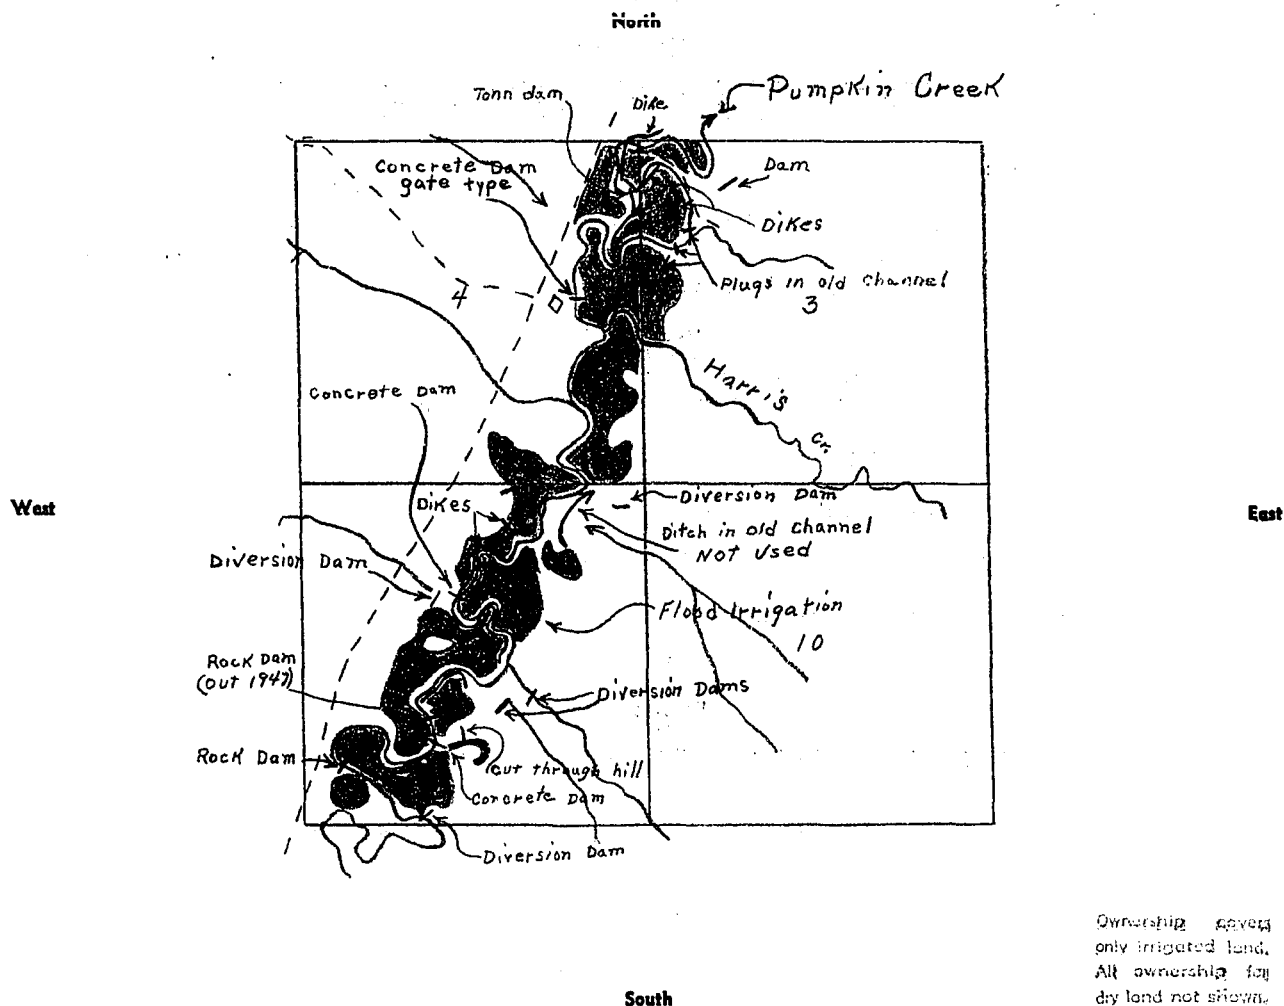 North
Pumpkin Creek
Tonn dam
Dike
Concrete Dam
gate type
Dam
Dikes
Plugs in old channel
4
3
Harris
Cr.
Concrete Dam
West
East
Dikes
Diversion Dam
Ditch in old channel
Not Used
Diversion Dam
Flood Irrigation
10
Rock Dam
(Out 1947)
Diversion Dams
Rock Dam
Cut through hill
Concrete Dam
Diversion Dam
Ownership covers
only irrigated land.
All ownership for
dry land not shown.
South